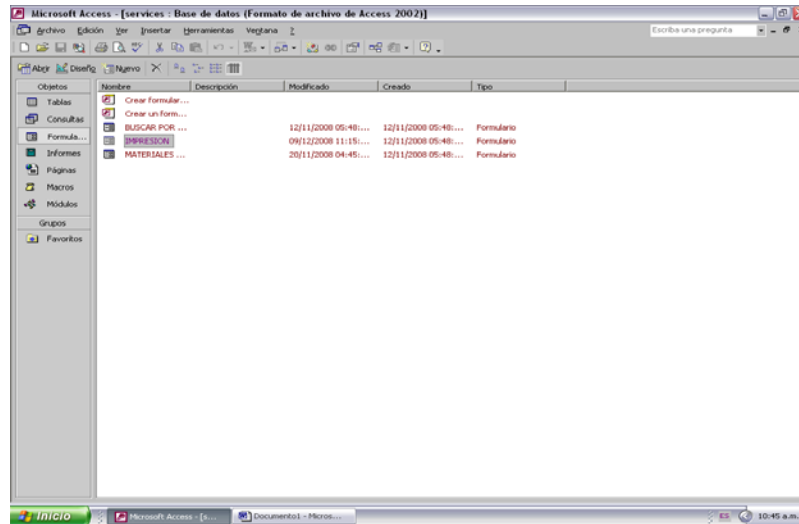 Microsoft Access - [services : Base de datos (Formato de archivo de Access 2002)]
Archivo Edición Ver Insertar Herramientas Ventana ? Escriba una pregunta
Abrir Diseño Nuevo
Objetos Nombre Descripción Modificado Creado Tipo
Tablas Crear formular...
Consultas Crear un form...
Formula... BUSCAR POR ... 12/11/2008 05:48:... 12/11/2008 05:48:... Formulario
IMPRESION 09/12/2008 11:15:... 12/11/2008 05:48:... Formulario
Informes MATERIALES ... 20/11/2008 04:45:... 12/11/2008 05:48:... Formulario
Páginas
Macros
Módulos
Grupos
Favoritos
Inicio Microsoft Access - [s... Documento1 - Micros... ES 10:45 a.m.